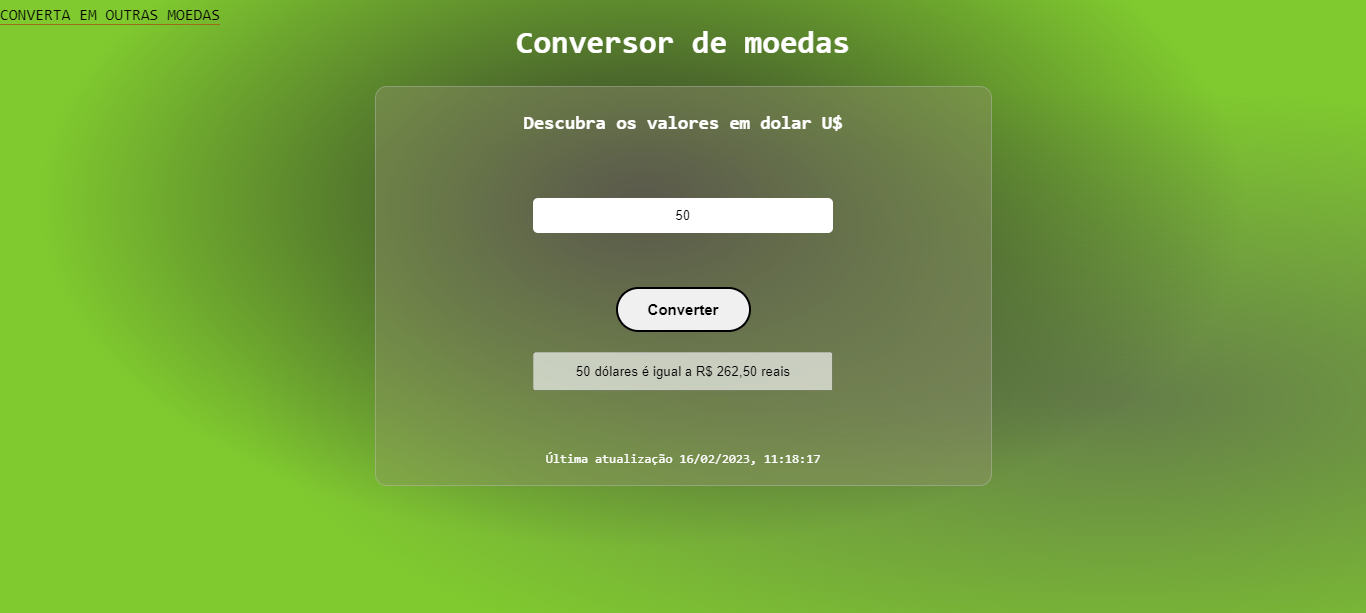 CONVERTA EM OUTRAS MOEDAS
Conversor de moedas
Descubra os valores em dolar U$
50
Converter
50 dólares é igual a R$ 262,50 reais
Última atualização 16/02/2023, 11:18:17